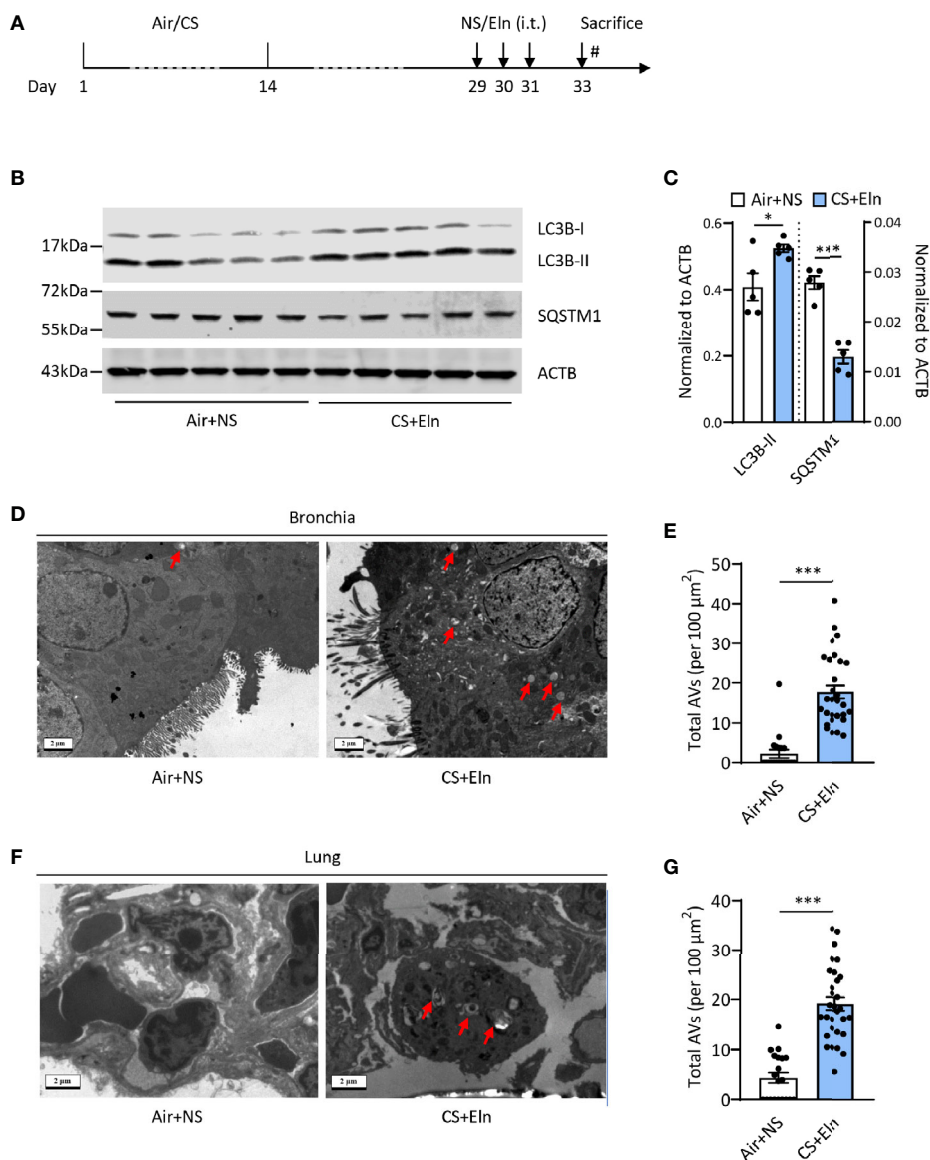 A
Air/CS
NS/Eln (i.t.)
Sacrifice
#
Day
1
14
29
30
31
33
B
17kDa
72kDa
55kDa
43kDa
LC3B-I
LC3B-II
SQSTM1
ACTB
Air+NS
CS+Eln
C
Air+NS
CS+Eln
Normalized to ACTB
0.6
0.4
0.2
0.0
*
***
0.04
0.03
0.02
0.01
0.00
Normalized to ACTB
LC3B-II
SQSTM1
D
Bronchia
2 μm
2 μm
Air+NS
CS+Eln
E
Total AVs (per 100 μm²)
50
40
30
20
10
0
***
Air+NS
CS+Eln
F
Lung
2 μm
2 μm
Air+NS
CS+Eln
G
Total AVs (per 100 μm²)
40
30
20
10
0
***
Air+NS
CS+Eln